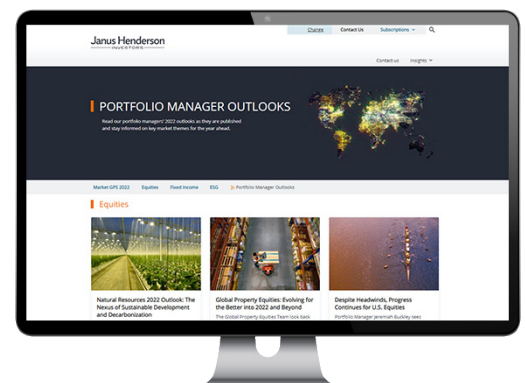 Janus Henderson
INVESTORS
Change
Contact Us
Subscriptions
Contact us
Insights
PORTFOLIO MANAGER OUTLOOKS
Read our portfolio managers' 2022 outlooks as they are published
and stay informed on key market themes for the year ahead.
Market GPS 2022
Equities
Fixed Income
ESG
Portfolio Manager Outlooks
Equities
Natural Resources 2022 Outlook: The
Nexus of Sustainable Development
and Decarbonization
Global Property Equities: Evolving for
the Better into 2022 and Beyond
The Global Property Equities Team look back
Despite Headwinds, Progress
Continues for U.S. Equities
Portfolio Manager Jeremiah Buckley sees